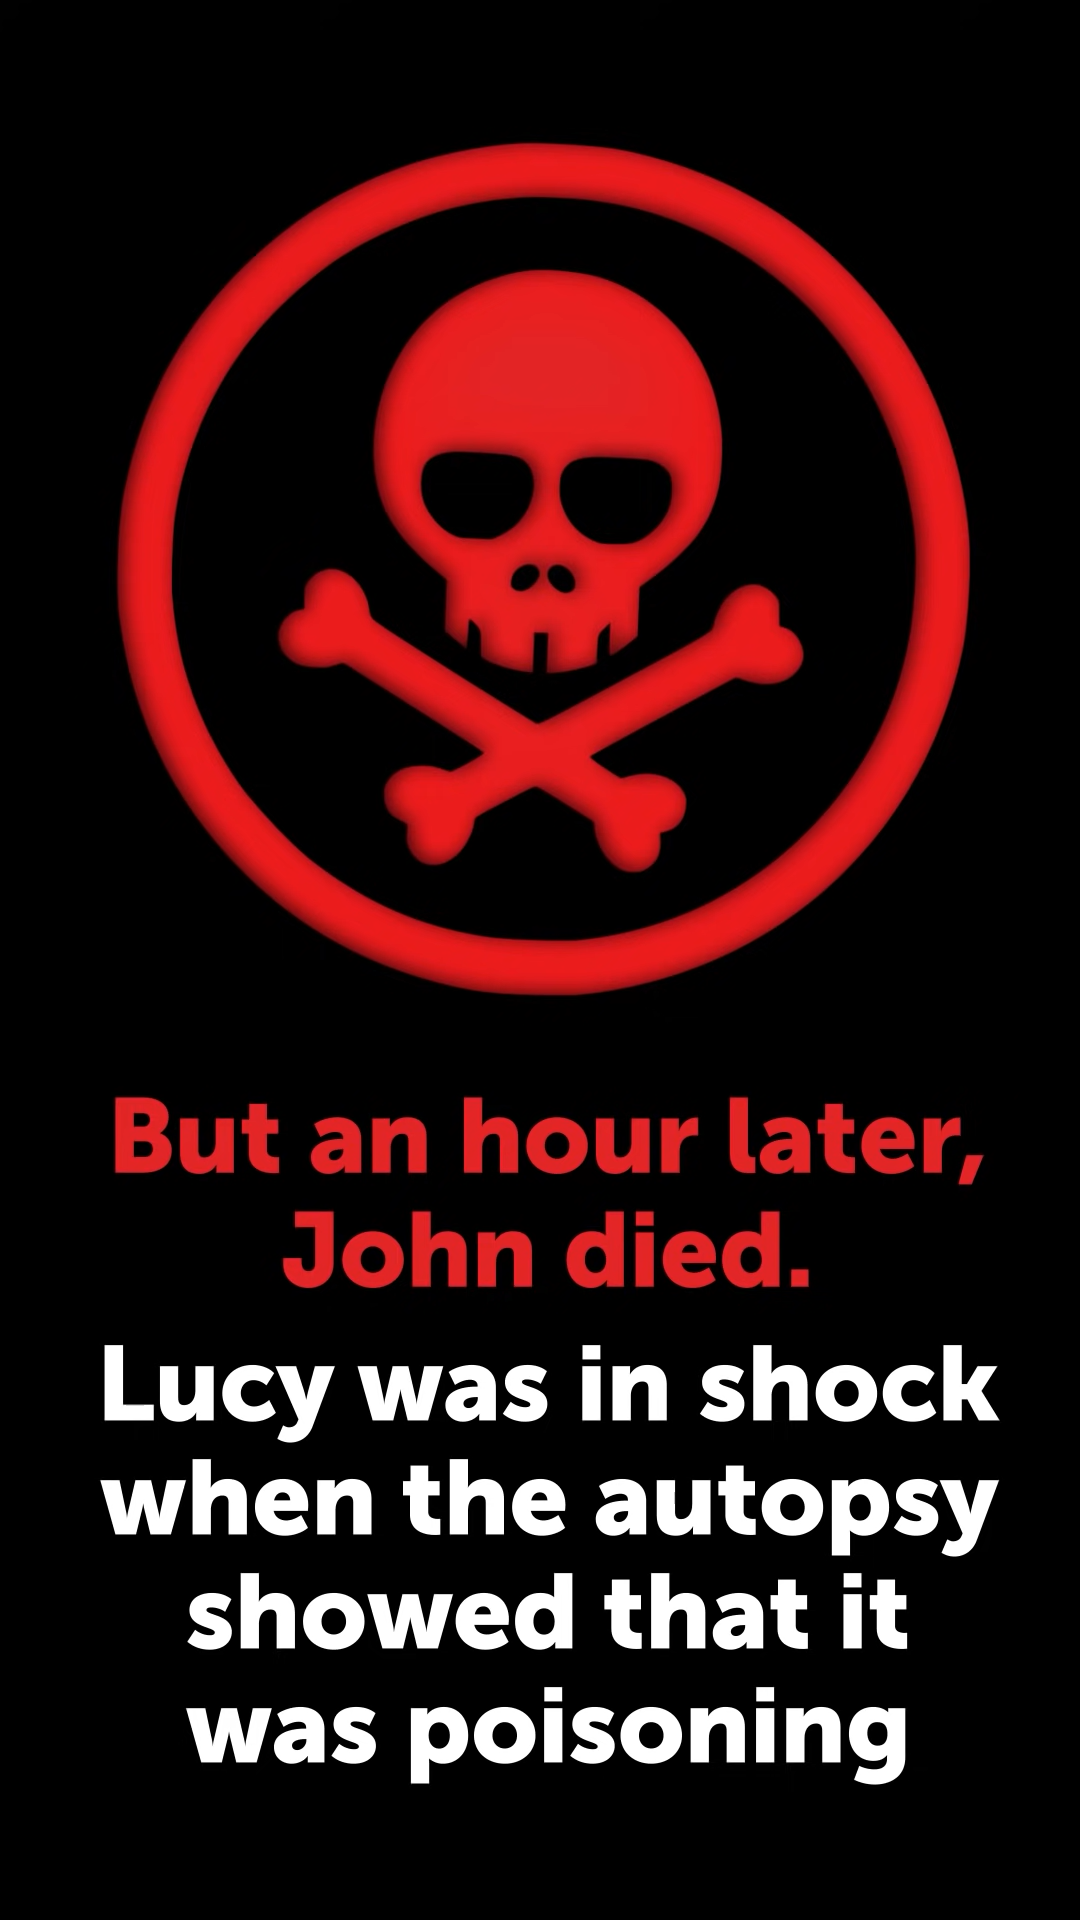 But an hour later,
John died.
Lucy was in shock
when the autopsy
showed that it
was poisoning